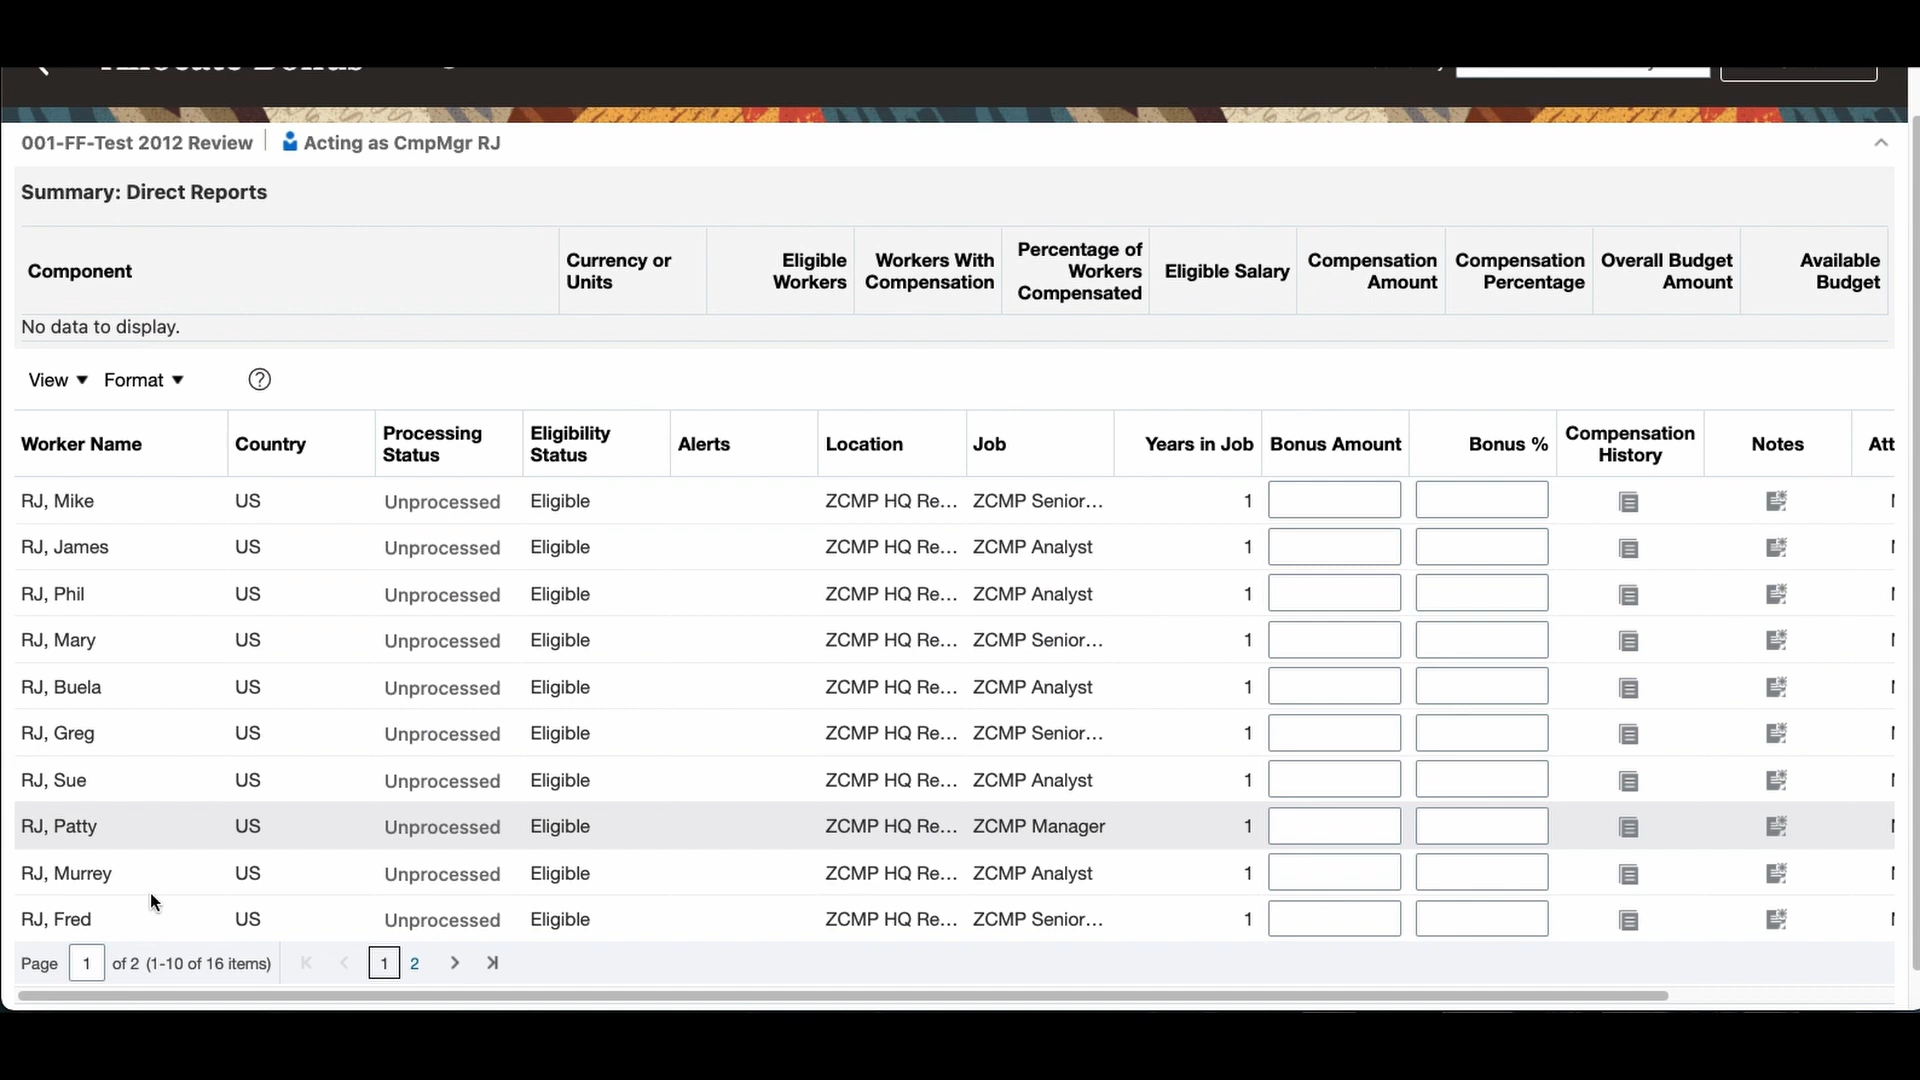 Allocate Bonus
001-FF-Test 2012 Review
Acting as CmpMgr RJ
Summary: Direct Reports
Component
Currency or
Units
Eligible
Workers
Workers With
Compensation
Percentage of
Workers
Compensated
Eligible Salary
Compensation
Amount
Compensation
Percentage
Overall Budget
Amount
Available
Budget
No data to display.
View Format ?
Worker Name
Country
Processing
Status
Eligibility
Status
Alerts
Location
Job
Years in Job
Bonus Amount
Bonus %
Compensation
History
Notes
Att
RJ, Mike US Unprocessed Eligible ZCMP HQ Re... ZCMP Senior... 1
RJ, James US Unprocessed Eligible ZCMP HQ Re... ZCMP Analyst 1
RJ, Phil US Unprocessed Eligible ZCMP HQ Re... ZCMP Analyst 1
RJ, Mary US Unprocessed Eligible ZCMP HQ Re... ZCMP Senior... 1
RJ, Buela US Unprocessed Eligible ZCMP HQ Re... ZCMP Analyst 1
RJ, Greg US Unprocessed Eligible ZCMP HQ Re... ZCMP Senior... 1
RJ, Sue US Unprocessed Eligible ZCMP HQ Re... ZCMP Analyst 1
RJ, Patty US Unprocessed Eligible ZCMP HQ Re... ZCMP Manager 1
RJ, Murrey US Unprocessed Eligible ZCMP HQ Re... ZCMP Analyst 1
RJ, Fred US Unprocessed Eligible ZCMP HQ Re... ZCMP Senior... 1
Page 1 of 2 (1-10 of 16 items) 1 2